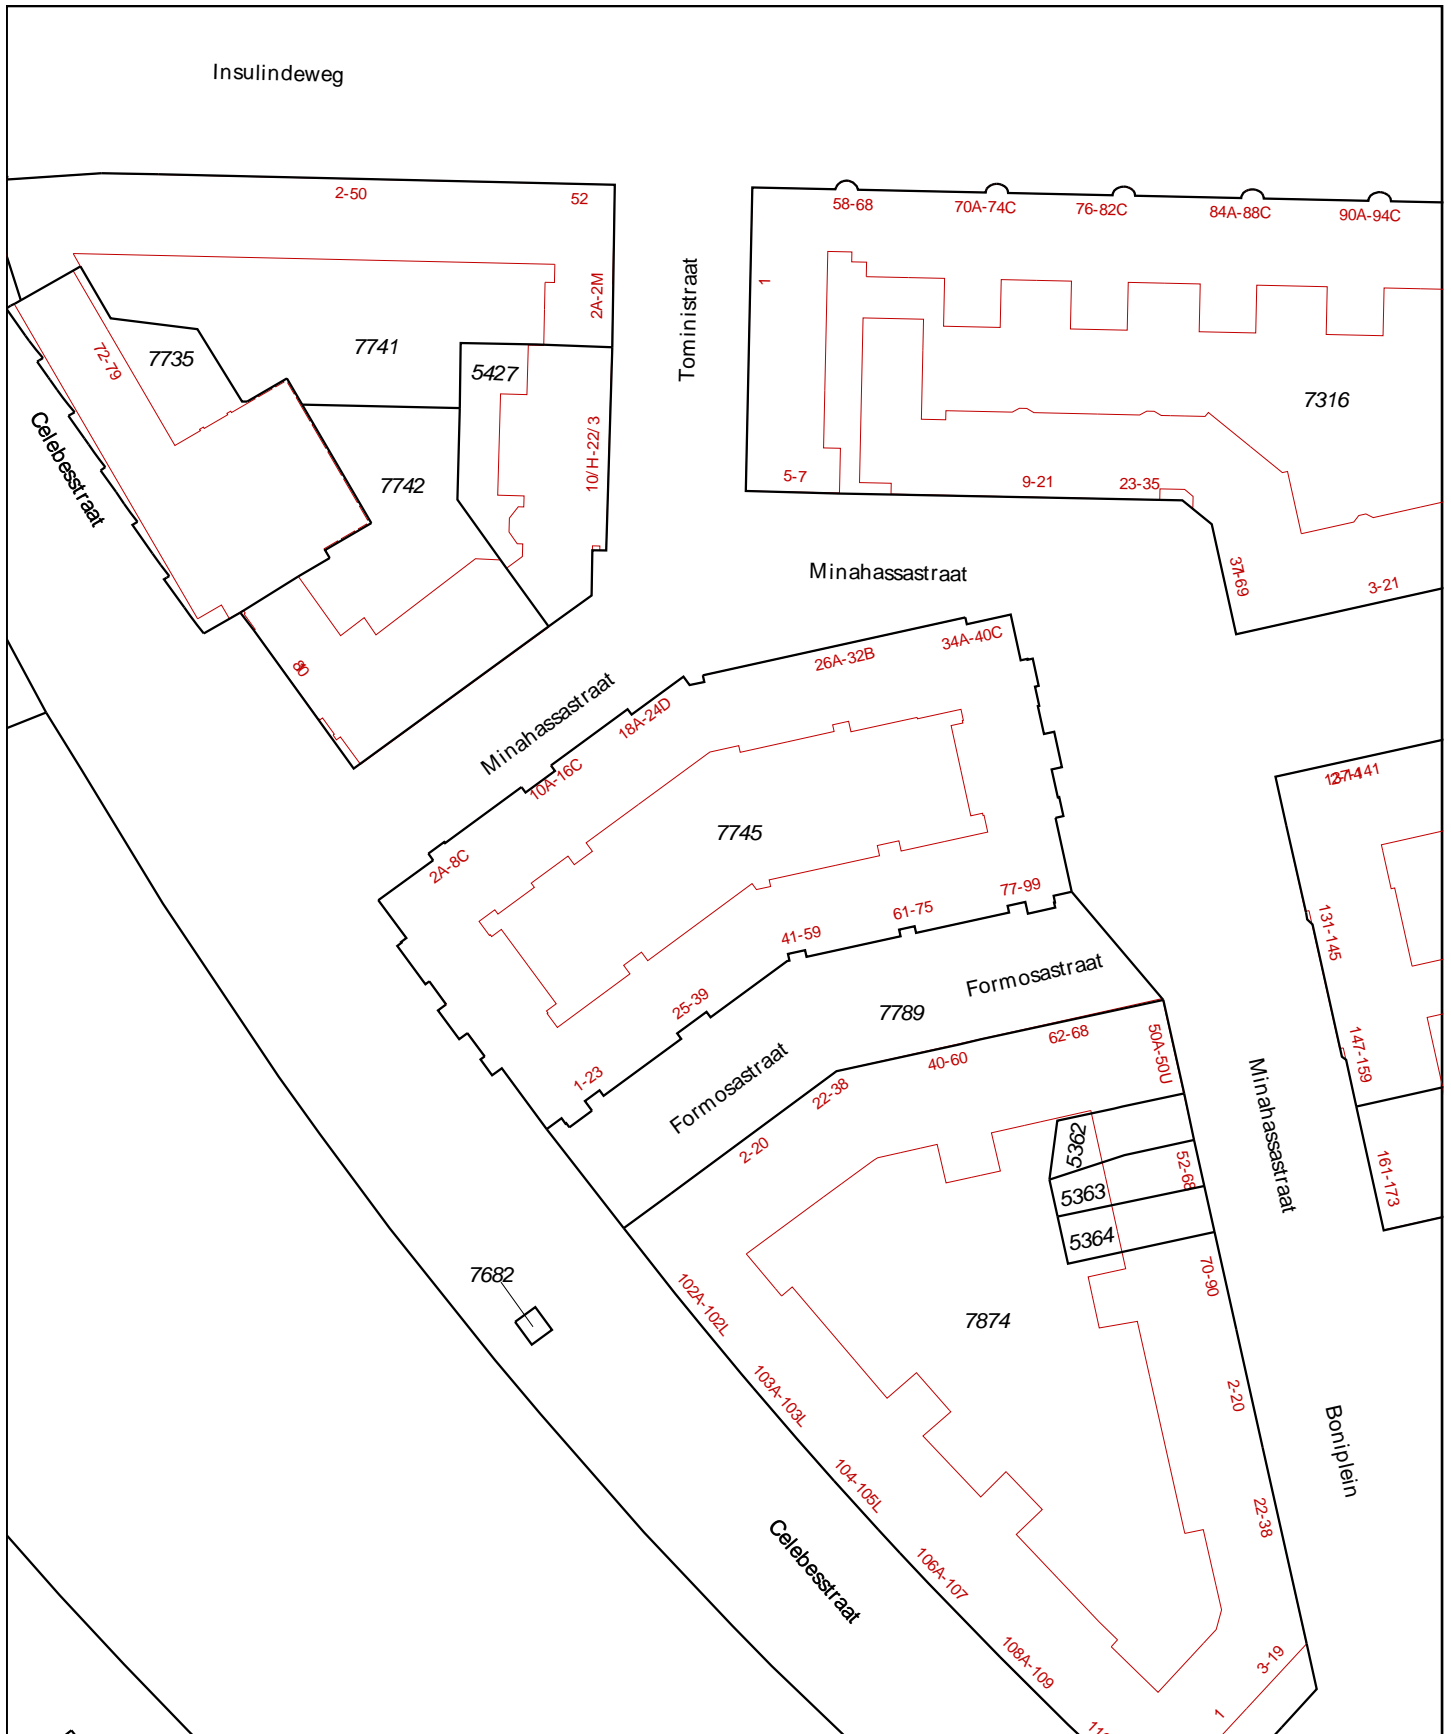 Insulindeweg
2-50
52
58-68
70A-74C
76-82C
84A-88C
90A-94C
2A-2M
Toministraat
1
72-79
7735
7741
5427
7316
Celebesstraat
7742
10/H-22/3
5-7
9-21
23-35
Minahassastraat
37-69
3-21
80
26A-32B
34A-40C
Minahassastraat
18A-24D
10A-16C
7745
2A-8C
77-99
61-75
41-59
131-145
Formosastraat
25-39
7789
62-68
50A-50U
40-60
147-159
1-23
22-38
Formosastraat
2-20
Minahassastraat
5362
5363
5364
52-68
161-173
7682
102A-102L
7874
70-90
103A-103L
2-20
Boniplein
104-105L
22-38
Celebesstraat
106A-107
108A-109
3-19
1